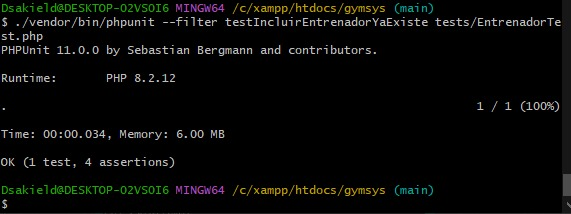 Dsakield@DESKTOP-02VSOI6 MINGW64 /c/xampp/htdocs/gymsys (main)
$ ./vendor/bin/phpunit --filter testIncluirEntrenadorYaExiste tests/EntrenadorTe
st.php
PHPUnit 11.0.0 by Sebastian Bergmann and contributors.
Runtime:       PHP 8.2.12
.                                                                   1 / 1 (100%)
Time: 00:00.034, Memory: 6.00 MB
OK (1 test, 4 assertions)
Dsakield@DESKTOP-02VSOI6 MINGW64 /c/xampp/htdocs/gymsys (main)
$